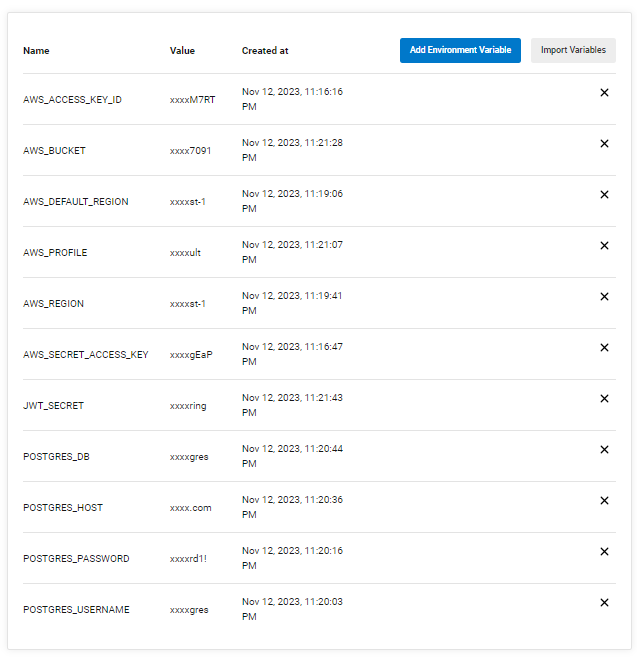 Name Value Created at Add Environment Variable Import Variables
AWS_ACCESS_KEY_ID xxxxM7RT Nov 12, 2023, 11:16:16
PM
AWS_BUCKET xxxx7091 Nov 12, 2023, 11:21:28
PM
AWS_DEFAULT_REGION xxxxst-1 Nov 12, 2023, 11:19:06
PM
AWS_PROFILE xxxxult Nov 12, 2023, 11:21:07
PM
AWS_REGION xxxxst-1 Nov 12, 2023, 11:19:41
PM
AWS_SECRET_ACCESS_KEY xxxxgEaP Nov 12, 2023, 11:16:47
PM
JWT_SECRET xxxxring Nov 12, 2023, 11:21:43
PM
POSTGRES_DB xxxxgres Nov 12, 2023, 11:20:44
PM
POSTGRES_HOST xxxx.com Nov 12, 2023, 11:20:36
PM
POSTGRES_PASSWORD xxxxrd1! Nov 12, 2023, 11:20:16
PM
POSTGRES_USERNAME xxxxgres Nov 12, 2023, 11:20:03
PM